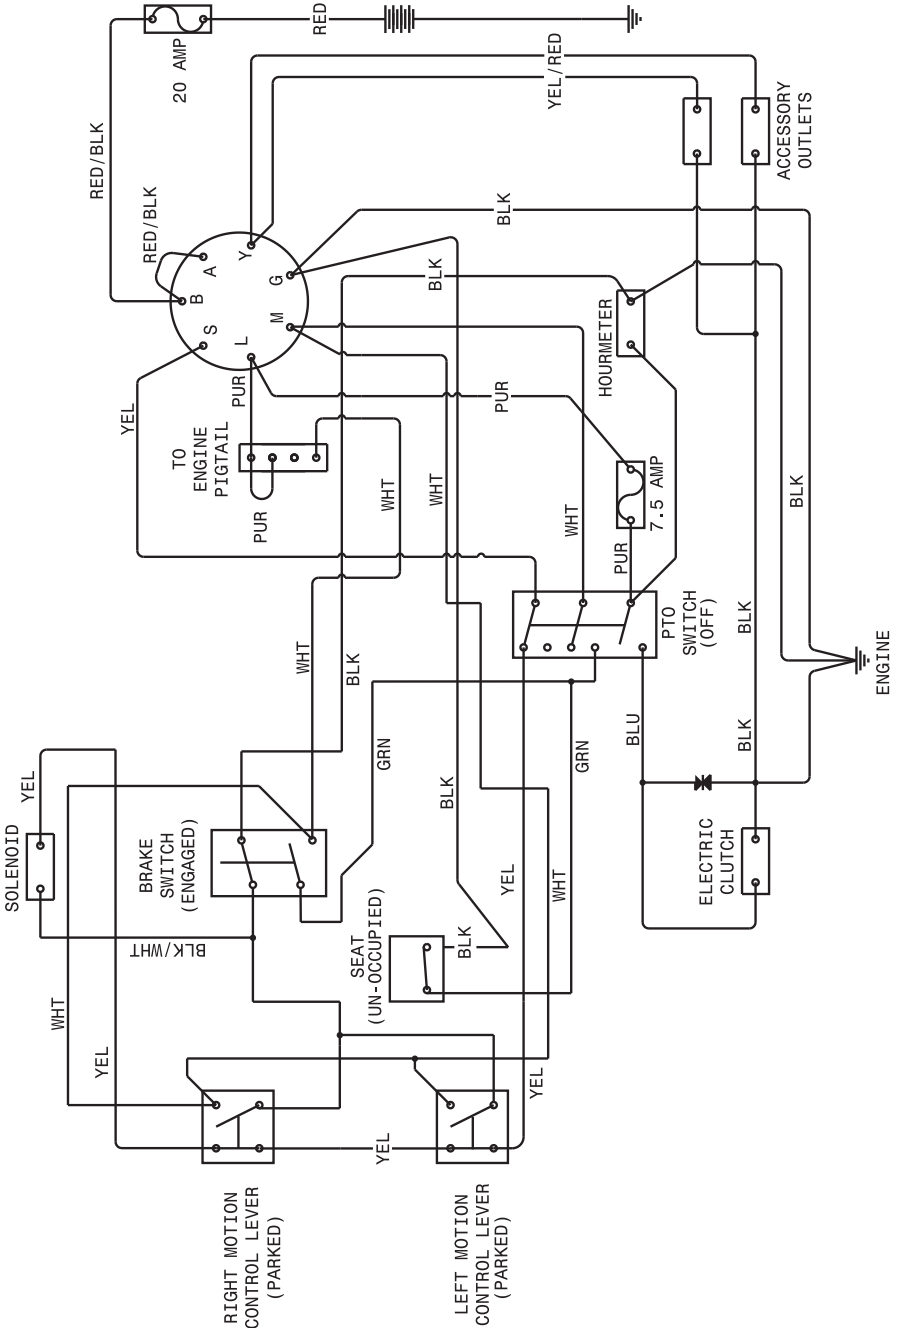 RED
20 AMP
RED/BLK
RED/BLK
YEL/RED
ACCESSORY
OUTLETS
BLK
BLK
A
B
S
L
M
G
Y
HOURMETER
YEL
PUR
PUR
TO
ENGINE
PIGTAIL
PUR
WHT
WHT
WHT
7.5 AMP
PUR
BLK
PTO
SWITCH
(OFF)
BLK
ENGINE
WHT
BLK
GRN
GRN
BLU
BLK
YEL
SOLENOID
BRAKE
SWITCH
(ENGAGED)
BLK
ELECTRIC
CLUTCH
YEL
WHT
BLK/WHT
SEAT
(UN-OCCUPIED)
BLK
WHT
YEL
YEL
YEL
RIGHT MOTION
CONTROL LEVER
(PARKED)
LEFT MOTION
CONTROL LEVER
(PARKED)